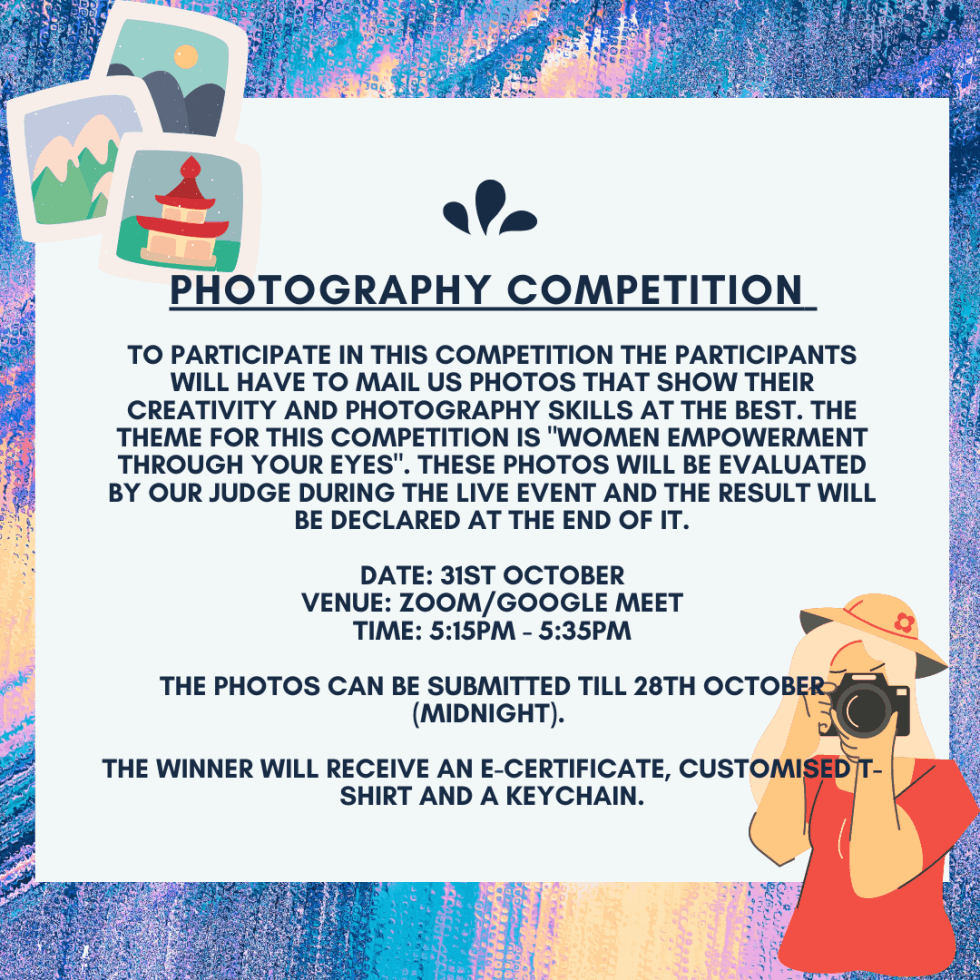 PHOTOGRAPHY COMPETITION
TO PARTICIPATE IN THIS COMPETITION THE PARTICIPANTS
WILL HAVE TO MAIL US PHOTOS THAT SHOW THEIR
CREATIVITY AND PHOTOGRAPHY SKILLS AT THE BEST. THE
THEME FOR THIS COMPETITION IS "WOMEN EMPOWERMENT
THROUGH YOUR EYES". THESE PHOTOS WILL BE EVALUATED
BY OUR JUDGE DURING THE LIVE EVENT AND THE RESULT WILL
BE DECLARED AT THE END OF IT.
DATE: 31ST OCTOBER
VENUE: ZOOM/GOOGLE MEET
TIME: 5:15PM - 5:35PM
THE PHOTOS CAN BE SUBMITTED TILL 28TH OCTOBER
(MIDNIGHT).
THE WINNER WILL RECEIVE AN E-CERTIFICATE, CUSTOMISED T-
SHIRT AND A KEYCHAIN.